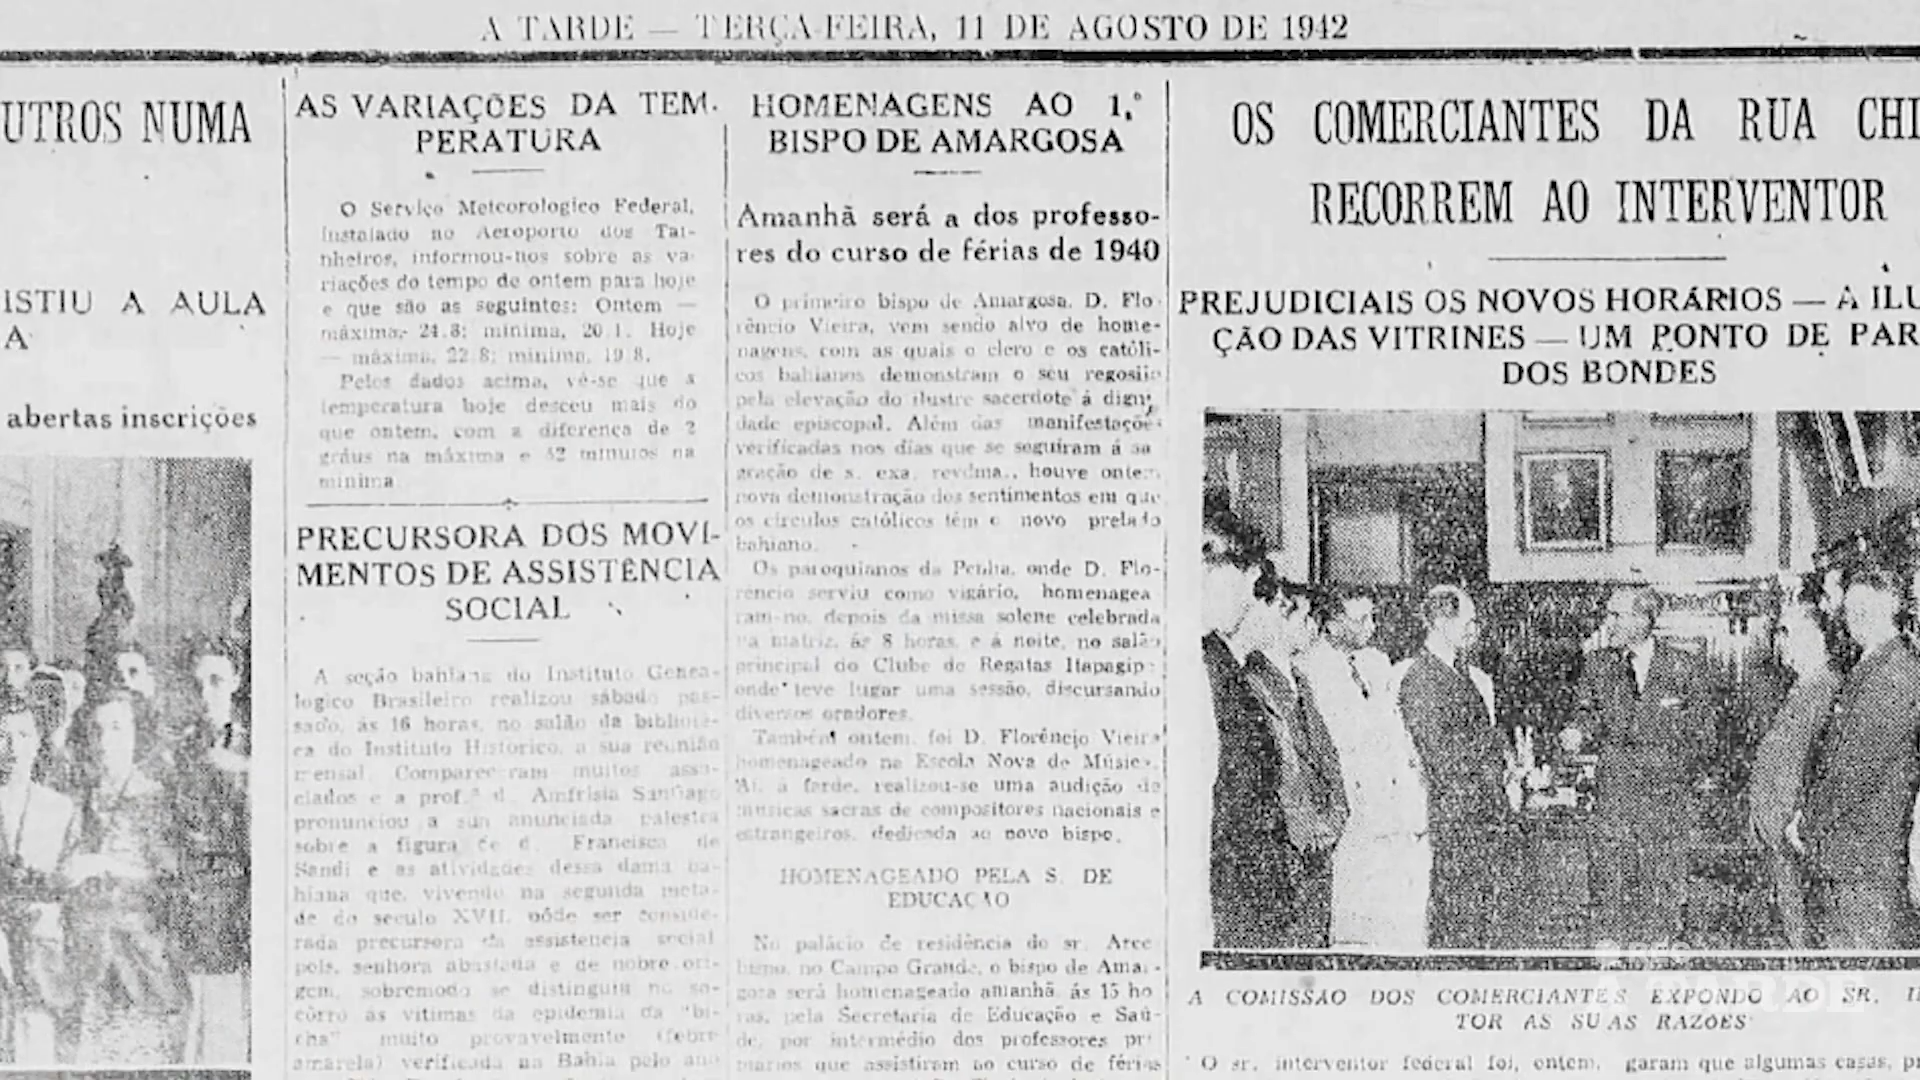 A TARDE — TERÇA-FEIRA, 11 DE AGOSTO DE 1942
UTROS NUMA
ISTIU A AULA
A
abertas inscrições
AS VARIAÇÕES DA TEM-
PERATURA
O Serviço Meteorologico Federal,
instalado no Aeroporto dos Tai-
nheiros, informou-nos sobre as va-
riações do tempo de ontem para hoje
e que são as seguintes: Ontem —
máxima, 24.8; minima, 20.1. Hoje
— máxima, 22.8; minima, 19.8.
Pelos dados acima, vê-se que a
temperatura hoje desceu mais do
que ontem, com a diferença de 2
gráus na máxima e 52 minutos na
minima
PRECURSORA DOS MOVI-
MENTOS DE ASSISTÊNCIA
SOCIAL
A seção bahiana do Instituto Genea-
logico Brasileiro realizou sábado pas-
sado, ás 16 horas, no salão da bibliote-
ca do Instituto Historico, a sua reunião
mensal. Compareceram muitos asso-
ciados e a prof.ª d. Amfrisia Santiago
pronunciou a sua anunciada palestra
sobre a figura de d. Francisca de
Sandi e as atividades dessa dama ba-
hiana que, vivendo na segunda meta-
de do seculo XVII, póde ser conside-
rada precursora da assistencia social
pois, senhora abastada e de nobre ori-
gem, sobremodo se distinguiu no so-
côrro ás vitimas da epidemia da "bi-
cha" muito provavelmente (febre
amarela) verificada na Bahia pelo ano
HOMENAGENS AO 1.º
BISPO DE AMARGOSA
Amanhã será a dos professo-
res do curso de férias de 1940
O primeiro bispo de Amargosa, D. Flo-
rêncio Vieira, vem sendo alvo de home-
nagens, com as quais o clero e os católi-
cos bahianos demonstram o seu regosijo
pela elevação do ilustre sacerdote á digni
dade episcopal. Além das manifestações
verificadas nos dias que se seguiram á sa
gração de s. exa. revdma., houve ontem
nova demonstração dos sentimentos em que
os circulos católicos têm o novo prelado
bahiano.
Os paroquianos da Penha, onde D. Flo-
rêncio serviu como vigário, homenagea
ram-no, depois da missa solene celebrada
na matriz, ás 8 horas, e á noite, no salão
principal do Clube de Regatas Itapagipe
onde teve lugar uma sessão, discursando
diversos oradores.
Também ontem, foi D. Florêncio Vieira
homenageado na Escola Nova de Música.
Aí, á tarde, realizou-se uma audição de
musicas sacras de compositores nacionais e
estrangeiros, dedicada ao novo bispo.
HOMENAGEADO PELA S. DE
EDUCAÇÃO
No palácio de residência do sr. Arce
bispo, no Campo Grande, o bispo de Amar-
gosa será homenageado amanhã, ás 15 ho
ras, pela Secretaria de Educação e Saú-
de, por intermédio dos professores pri
marios que assistiram ao curso de férias
OS COMERCIANTES DA RUA CHI
RECORREM AO INTERVENTOR
PREJUDICIAIS OS NOVOS HORÁRIOS — A ILU
ÇÃO DAS VITRINES — UM PONTO DE PAR
DOS BONDES
A COMISSÃO DOS COMERCIANTES EXPONDO AO SR.
TOR AS SUAS RAZÕES
O sr. interventor federal foi, ontem,
garam que algumas casas,